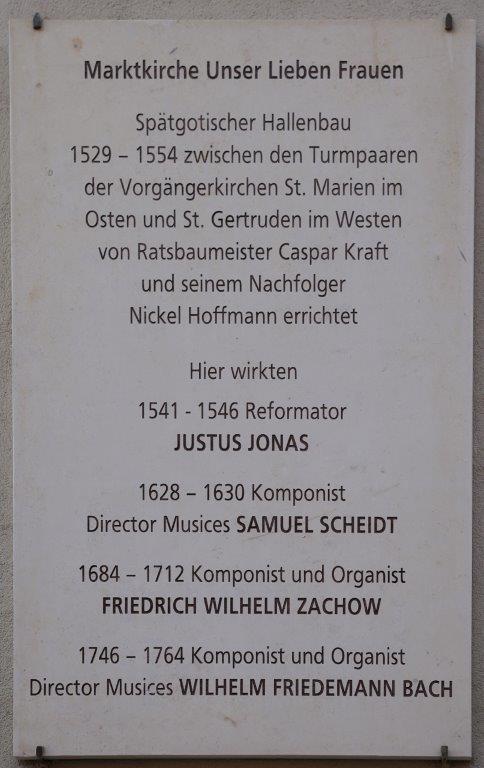 Marktkirche Unser Lieben Frauen
Spätgotischer Hallenbau
1529 – 1554 zwischen den Turmpaaren
der Vorgängerkirchen St. Marien im
Osten und St. Gertruden im Westen
von Ratsbaumeister Caspar Kraft
und seinem Nachfolger
Nickel Hoffmann errichtet
Hier wirkten
1541 - 1546 Reformator
JUSTUS JONAS
1628 – 1630 Komponist
Director Musices SAMUEL SCHEIDT
1684 – 1712 Komponist und Organist
FRIEDRICH WILHELM ZACHOW
1746 – 1764 Komponist und Organist
Director Musices WILHELM FRIEDEMANN BACH